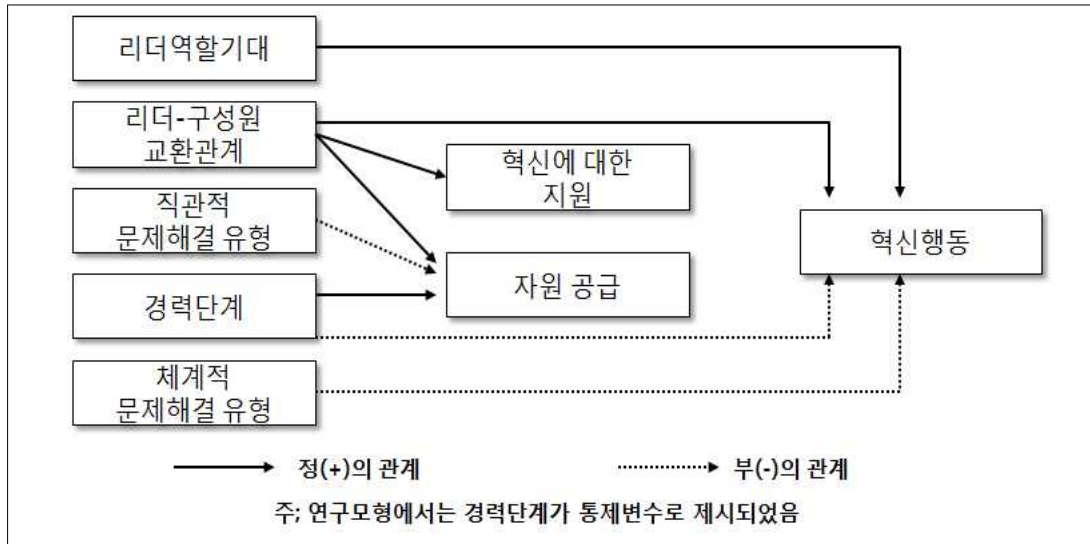 리더역할기대
리더-구성원
교환관계
혁신에 대한
지원
직관적
문제해결 유형
혁신행동
자원 공급
경력단계
체계적
문제해결 유형
정(+)의 관계
부(-)의 관계
주; 연구모형에서는 경력단계가 통제변수로 제시되었음